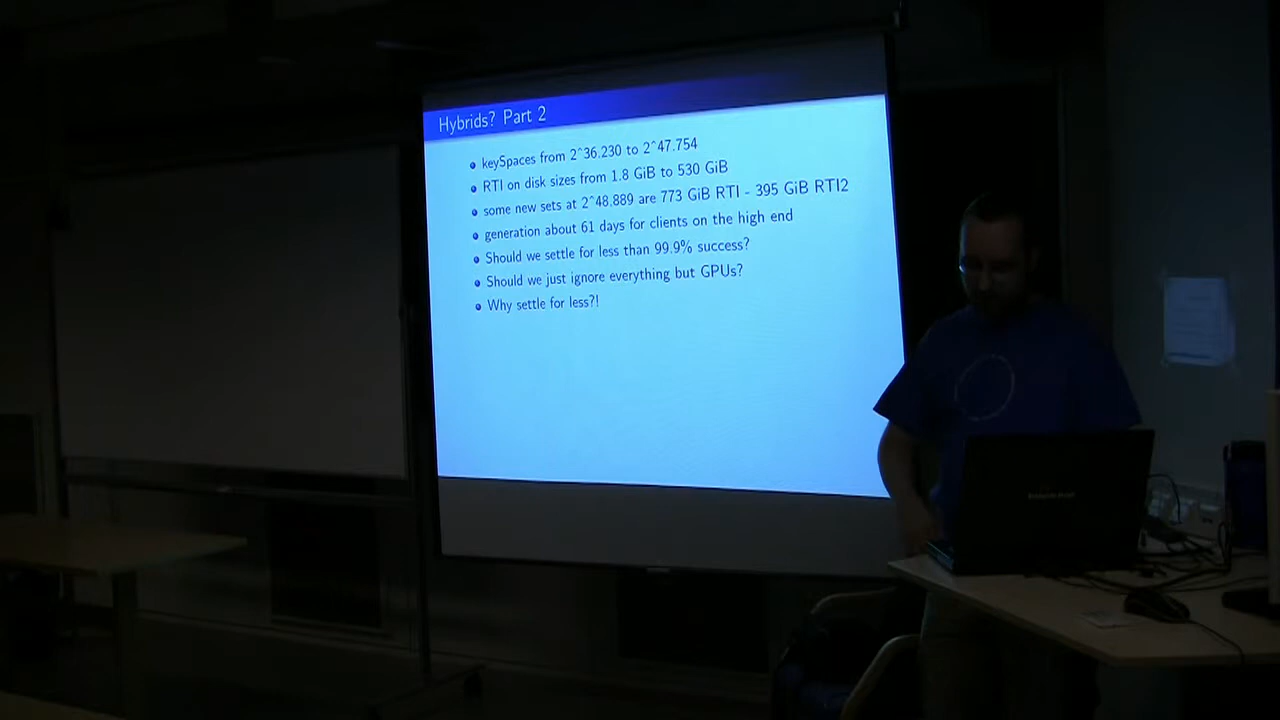 Hybrids? Part 2
keySpaces from 2^36.230 to 2^47.754
RTI on disk sizes from 1.8 GiB to 530 GiB
some new sets at 2^48.889 are 773 GiB RTI - 395 GiB RTI2
generation about 61 days for clients on the high end
Should we settle for less than 99.9% success?
Should we just ignore everything but GPUs?
Why settle for less?!